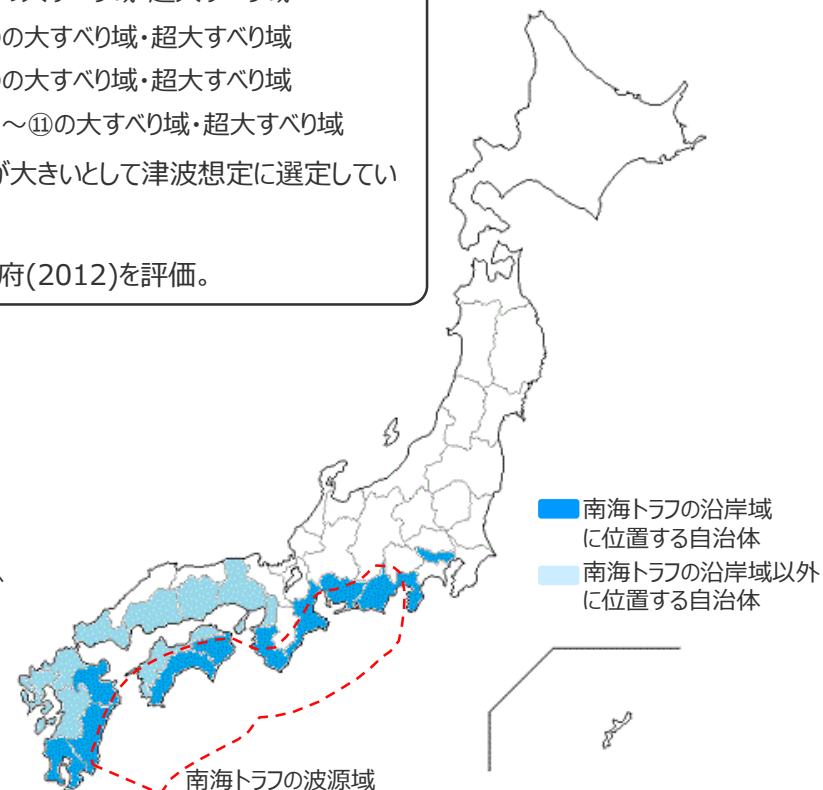 の大すべり域・超大すべり域
の大すべり域・超大すべり域
～⑪の大すべり域・超大すべり域
が大きいとして津波想定に選定してい
府(2012)を評価。
南海トラフの沿岸域
に位置する自治体
南海トラフの沿岸域以外
に位置する自治体
南海トラフの波源域